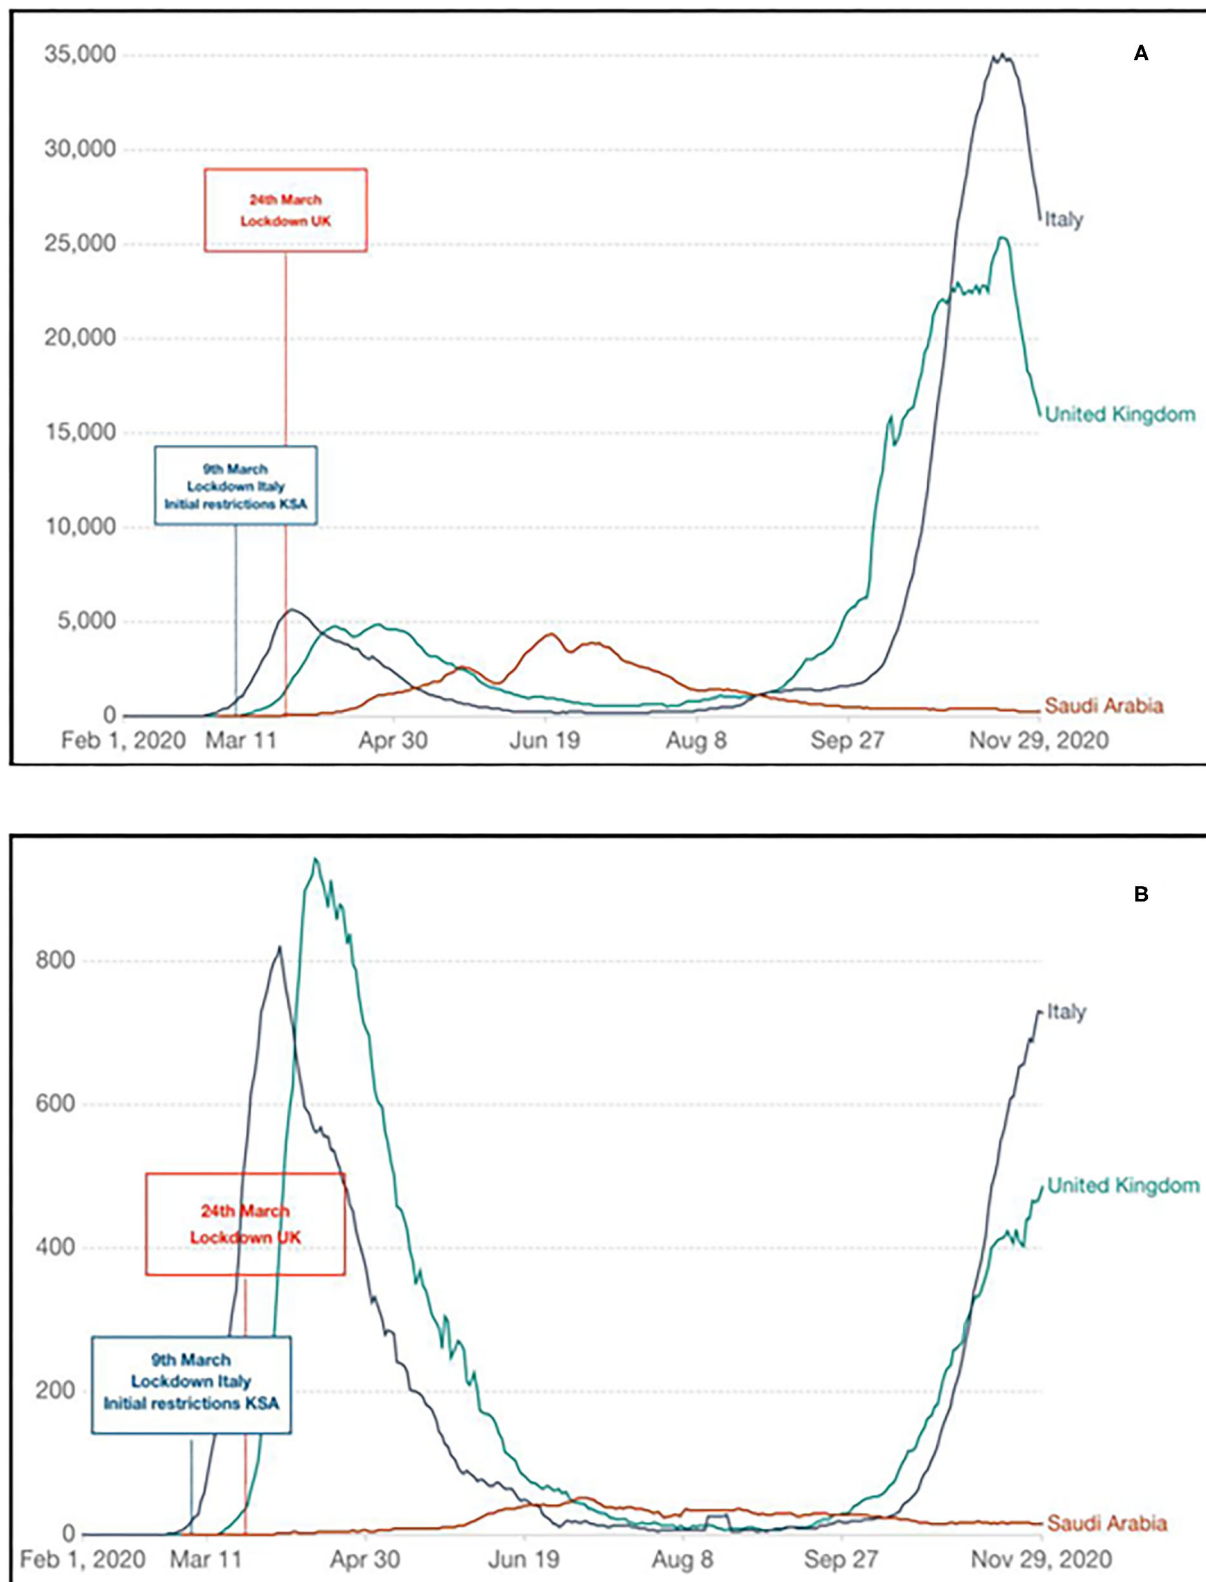 A
35,000
30,000
24th March
Lockdown UK
25,000
Italy
20,000
15,000
United Kingdom
9th March
Lockdown Italy
Initial restrictions KSA
10,000
5,000
0
Saudi Arabia
Feb 1, 2020 Mar 11 Apr 30 Jun 19 Aug 8 Sep 27 Nov 29, 2020
B
800
Italy
600
24th March
Lockdown UK
United Kingdom
400
9th March
Lockdown Italy
Initial restrictions KSA
200
0
Saudi Arabia
Feb 1, 2020 Mar 11 Apr 30 Jun 19 Aug 8 Sep 27 Nov 29, 2020